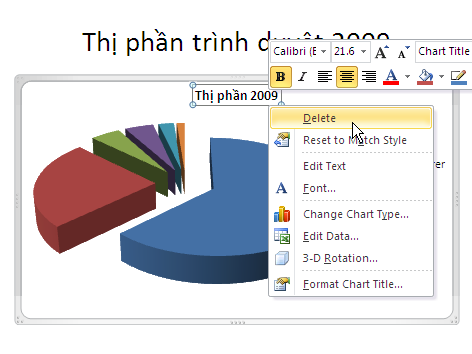 Thị phần trình duyệt 2009
Calibri (E 21.6 A A Chart Title
B I A
Thị phần 2009
Delete
Reset to Match Style
rer
Edit Text
A Font...
Change Chart Type...
Edit Data...
3-D Rotation...
Format Chart Title...